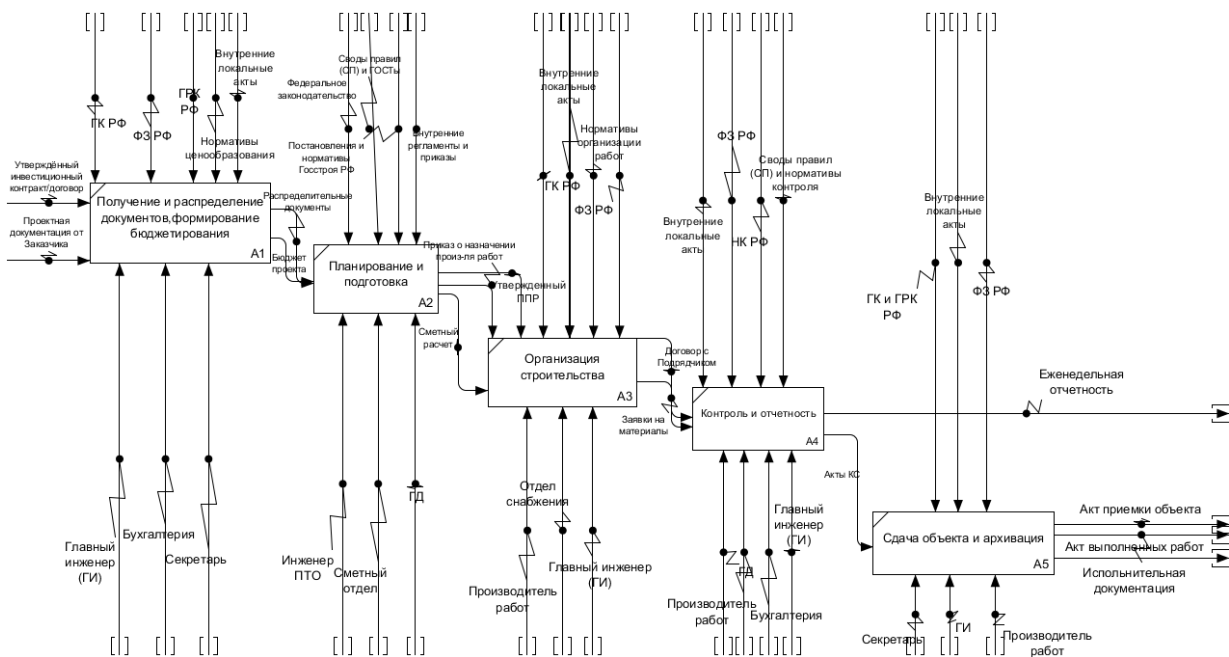 Внутренние
локальные
акты
ГРК
РФ
ГК РФ
ФЗ РФ
Нормативы
ценообразования
Утверждённый
инвестиционный
контракт/договор
Проектная
документация от
Заказчика
Получение и распределение
документов,формирование
бюджетирования
A1
Распределительные
документы
Бюджет
проекта
Главный
инженер
(ГИ)
Бухгалтерия
Секретарь
Своды правил
(СП) и ГОСТы
Федеральное
законодательство
Постановления и
нормативы
Госстроя РФ
Внутренние
регламенты и
приказы
Планирование и
подготовка
A2
Приказ о назначении
произ-ля работ
Утвержденный
ППР
Сметный
расчет
Инженер
ПТО
Сметный
отдел
ГД
Внутренние
локальные
акты
Нормативы
организации
работ
ГК РФ
ФЗ РФ
Организация
строительства
A3
Договор с
Подрядчиком
Заявки на
материалы
Отдел
снабжения
Производитель
работ
Главный инженер
(ГИ)
ФЗ РФ
Своды правил
(СП) и нормативы
контроля
Внутренние
локальные
акты
НК РФ
Контроль и отчетность
A4
Еженедельная
отчетность
Акты КС
Главный
инженер
(ГИ)
ГД
Производитель
работ
Бухгалтерия
Внутренние
локальные
акты
ГК и ГРК
РФ
ФЗ РФ
Сдача объекта и архивация
A5
Акт приемки объекта
Акт выполненных работ
Испольнительная
документация
Секретарь
ГИ
Производитель
работ